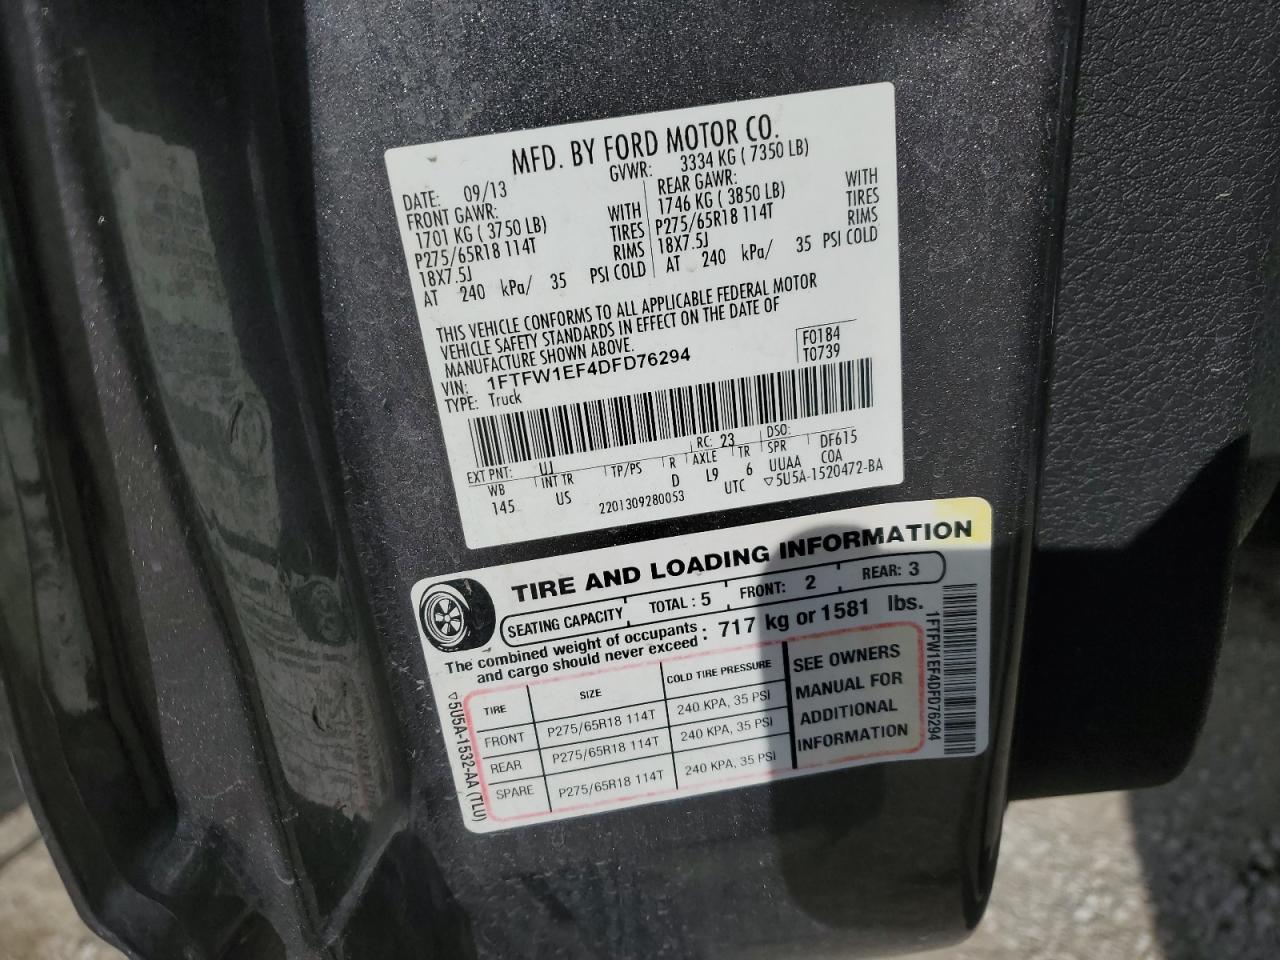 MFD. BY FORD MOTOR CO.
DATE: 09/13 GVWR: 3334 KG ( 7350 LB)
FRONT GAWR: REAR GAWR:
1701 KG ( 3750 LB) WITH 1746 KG ( 3850 LB) WITH
P275/65R18 114T TIRES P275/65R18 114T TIRES
18X7.5J RIMS 18X7.5J RIMS
AT 240 kPa/ 35 PSI COLD AT 240 kPa/ 35 PSI COLD
THIS VEHICLE CONFORMS TO ALL APPLICABLE FEDERAL MOTOR
VEHICLE SAFETY STANDARDS IN EFFECT ON THE DATE OF
MANUFACTURE SHOWN ABOVE.
VIN: 1FTFW1EF4DFD76294 F0184
TYPE: Truck T0739
EXT PNT: UJ RC: 23 DSO:
WB INT TR TP/PS R AXLE TR SPR DF615
145 US D L9 6 UUAA COA
2201309280053 UTC ▽5U5A-1520472-BA
TIRE AND LOADING INFORMATION
SEATING CAPACITY TOTAL : 5 FRONT: 2 REAR: 3
The combined weight of occupants
and cargo should never exceed : 717 kg or 1581 lbs.
TIRE SIZE COLD TIRE PRESSURE
FRONT P275/65R18 114T 240 KPA, 35 PSI
REAR P275/65R18 114T 240 KPA, 35 PSI
SPARE P275/65R18 114T 240 KPA, 35 PSI
SEE OWNERS
MANUAL FOR
ADDITIONAL
INFORMATION
▽5U5A-1532-AA (TLU)
1FTFW1EF4DFD76294